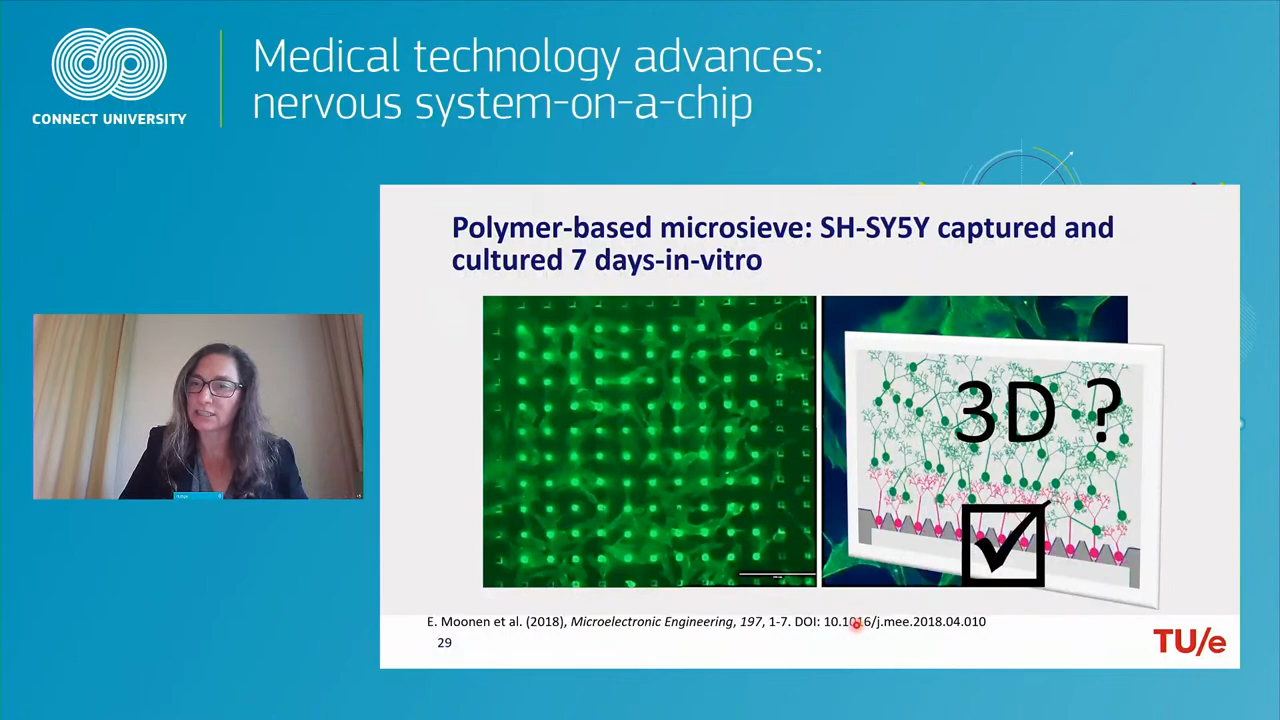 Medical technology advances:
nervous system-on-a-chip
CONNECT UNIVERSITY
Polymer-based microsieve: SH-SY5Y captured and
cultured 7 days-in-vitro
3D ?
E. Moonen et al. (2018), Microelectronic Engineering, 197, 1-7. DOI: 10.1016/j.mee.2018.04.010
29
TU/e